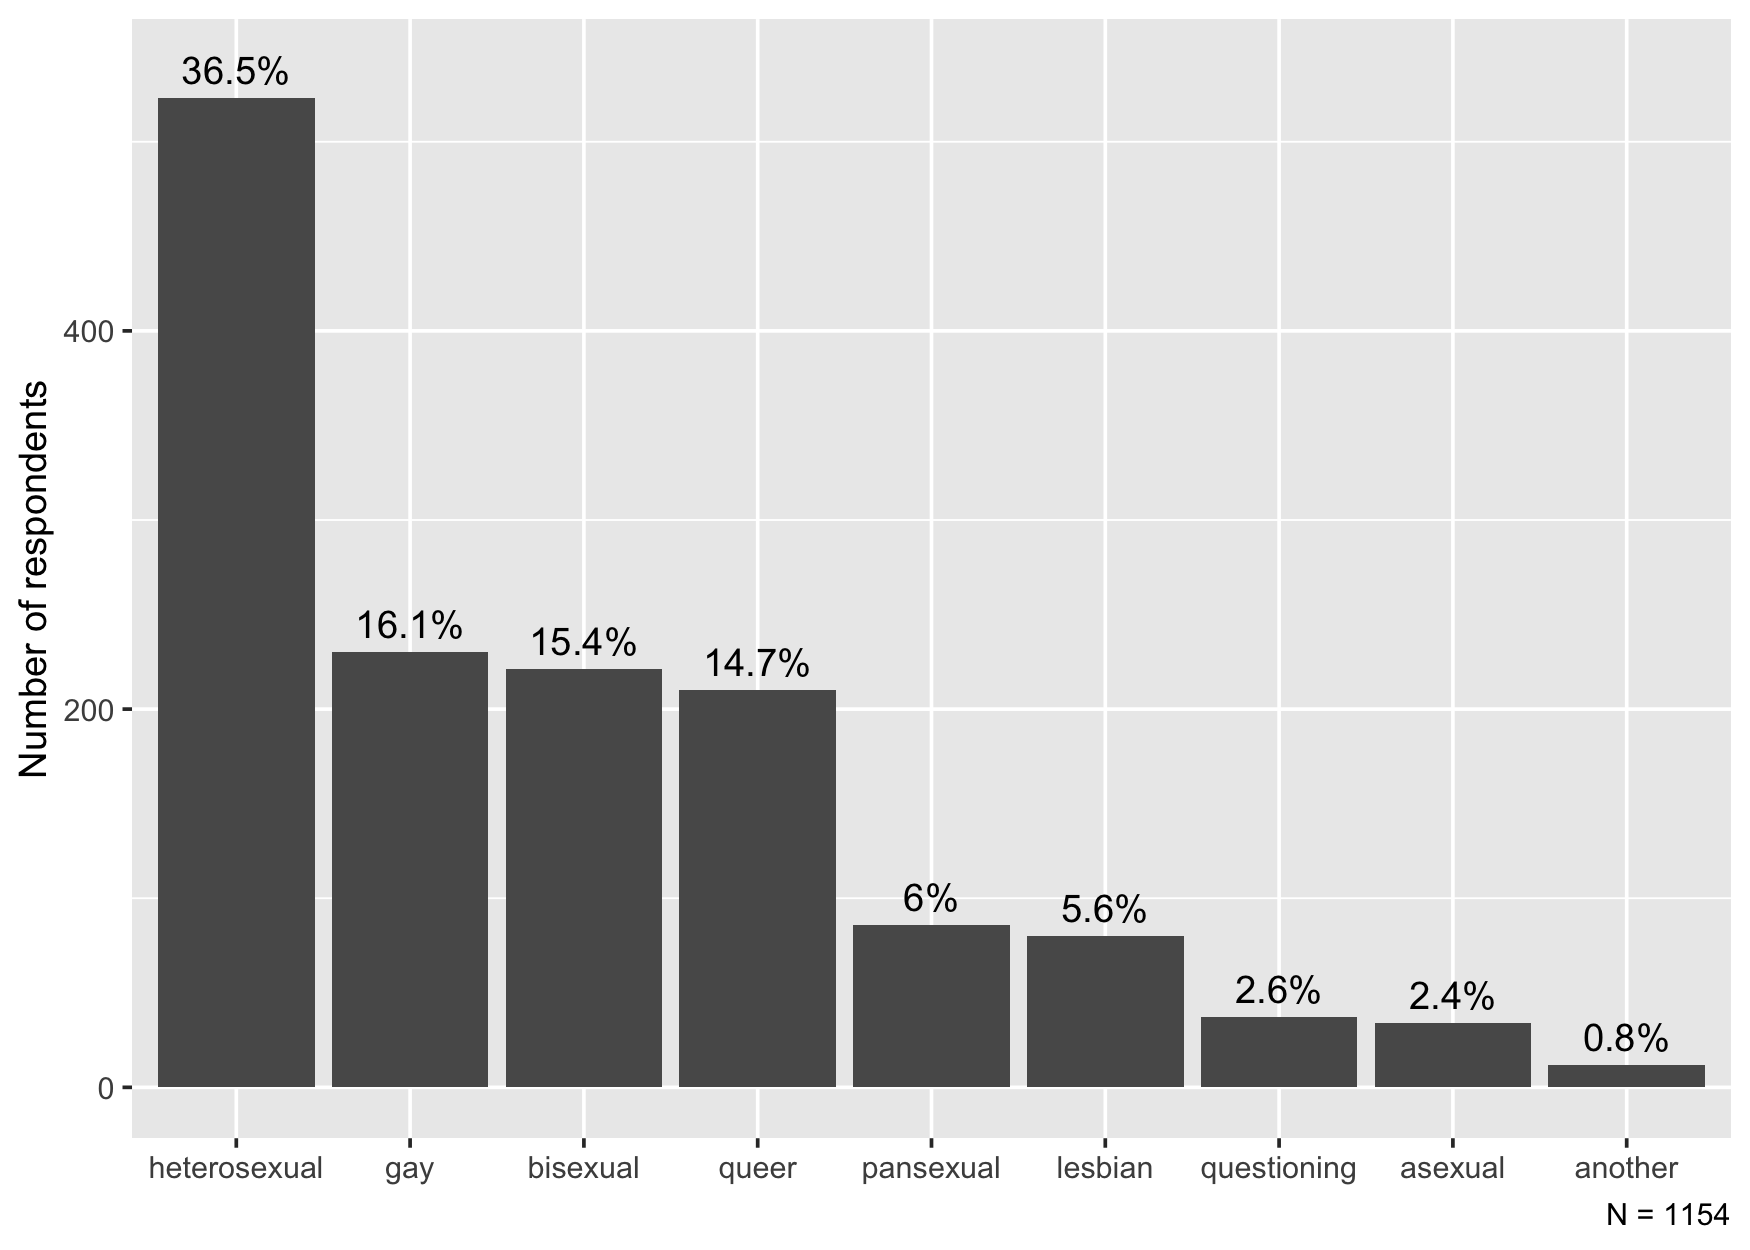 Number of respondents
400
200
0
36.5%
16.1%
15.4%
14.7%
6%
5.6%
2.6%
2.4%
0.8%
heterosexual
gay
bisexual
queer
pansexual
lesbian
questioning
asexual
another
N = 1154